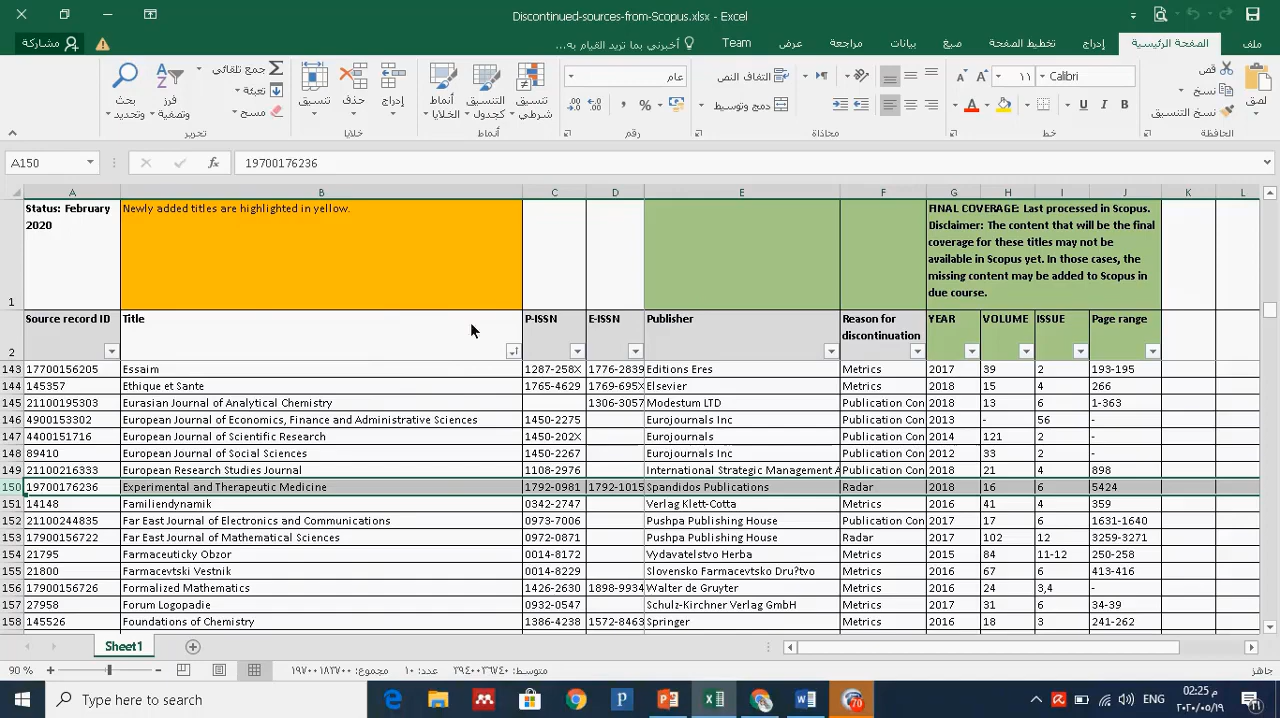 Discontinued-sources-from-Scopus.xlsx - Excel
ملف الصفحة الرئيسية إدراج تخطيط الصفحة صيغ بيانات مراجعة عرض Team أخبرني بما تريد القيام به... مشاركة
لصق قص نسخ نسخ التنسيق الحافظة
Calibri ١١ B I U خط
التفاف النص دمج وتوسيط محاذاة
عام % رقم
تنسيق شرطي التنسيق كجدول أنماط الخلايا أنماط
إدراج حذف تنسيق خلايا
جمع تلقائي تعبئة مسح فرز وتصفية بحث وتحديد تحرير
A150 fx 19700176236
A B C D E F G H I J K L
1 Status: February 2020 Newly added titles are highlighted in yellow. FINAL COVERAGE: Last processed in Scopus.
Disclaimer: The content that will be the final
coverage for these titles may not be
available in Scopus yet. In those cases, the
missing content may be added to Scopus in
due course.
2 Source record ID Title P-ISSN E-ISSN Publisher Reason for discontinuation YEAR VOLUME ISSUE Page range
143 17700156205 Essaim 1287-258X 1776-2839 Editions Eres Metrics 2017 39 2 193-195
144 145357 Ethique et Sante 1765-4629 1769-695X Elsevier Metrics 2018 15 4 266
145 21100195303 Eurasian Journal of Analytical Chemistry 1306-3057 Modestum LTD Publication Con 2018 13 6 1-363
146 4900153302 European Journal of Economics, Finance and Administrative Sciences 1450-2275 Eurojournals Inc Publication Con 2013 - 56 -
147 4400151716 European Journal of Scientific Research 1450-202X Eurojournals Publication Con 2014 121 2 -
148 89410 European Journal of Social Sciences 1450-2267 Eurojournals Inc Publication Con 2012 33 2 -
149 21100216333 European Research Studies Journal 1108-2976 International Strategic Management A Publication Con 2018 21 4 898
150 19700176236 Experimental and Therapeutic Medicine 1792-0981 1792-1015 Spandidos Publications Radar 2018 16 6 5424
151 14148 Familiendynamik 0342-2747 Verlag Klett-Cotta Metrics 2016 41 4 359
152 21100244835 Far East Journal of Electronics and Communications 0973-7006 Pushpa Publishing House Publication Con 2017 17 6 1631-1640
153 17900156722 Far East Journal of Mathematical Sciences 0972-0871 Pushpa Publishing House Radar 2017 102 12 3259-3271
154 21795 Farmaceuticky Obzor 0014-8172 Vydavatelstvo Herba Metrics 2015 84 11-12 250-258
155 21800 Farmacevtski Vestnik 0014-8229 Slovensko Farmacevtsko Dru?tvo Metrics 2016 67 6 413-416
156 17900156726 Formalized Mathematics 1426-2630 1898-9934 Walter de Gruyter Metrics 2016 24 3,4 -
157 27958 Forum Logopadie 0932-0547 Schulz-Kirchner Verlag GmbH Metrics 2017 31 6 34-39
158 145526 Foundations of Chemistry 1386-4238 1572-8463 Springer Metrics 2016 18 3 241-262
Sheet1
جاهز متوسط: ٣٩٤٠٠٣٦٧٤٠٠ عدد: ١٠ مجموع: ١٩٧٠٠١٨٣٧٠٠ 90 %
Type here to search 70 ENG 02:25 م
٢٠٢٠/٠٥/١٩